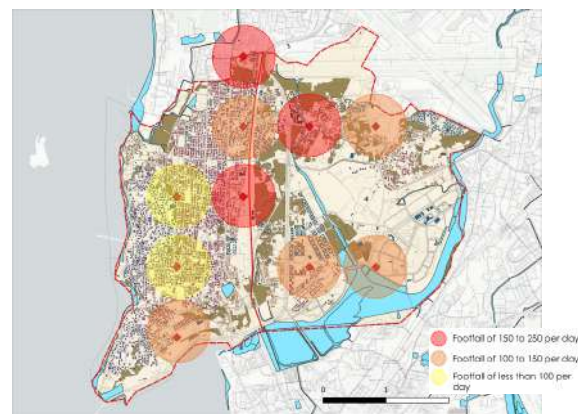 Footfall of 150 to 250 per day
Footfall of 100 to 150 per day
Footfall of less than 100 per
day
0 1